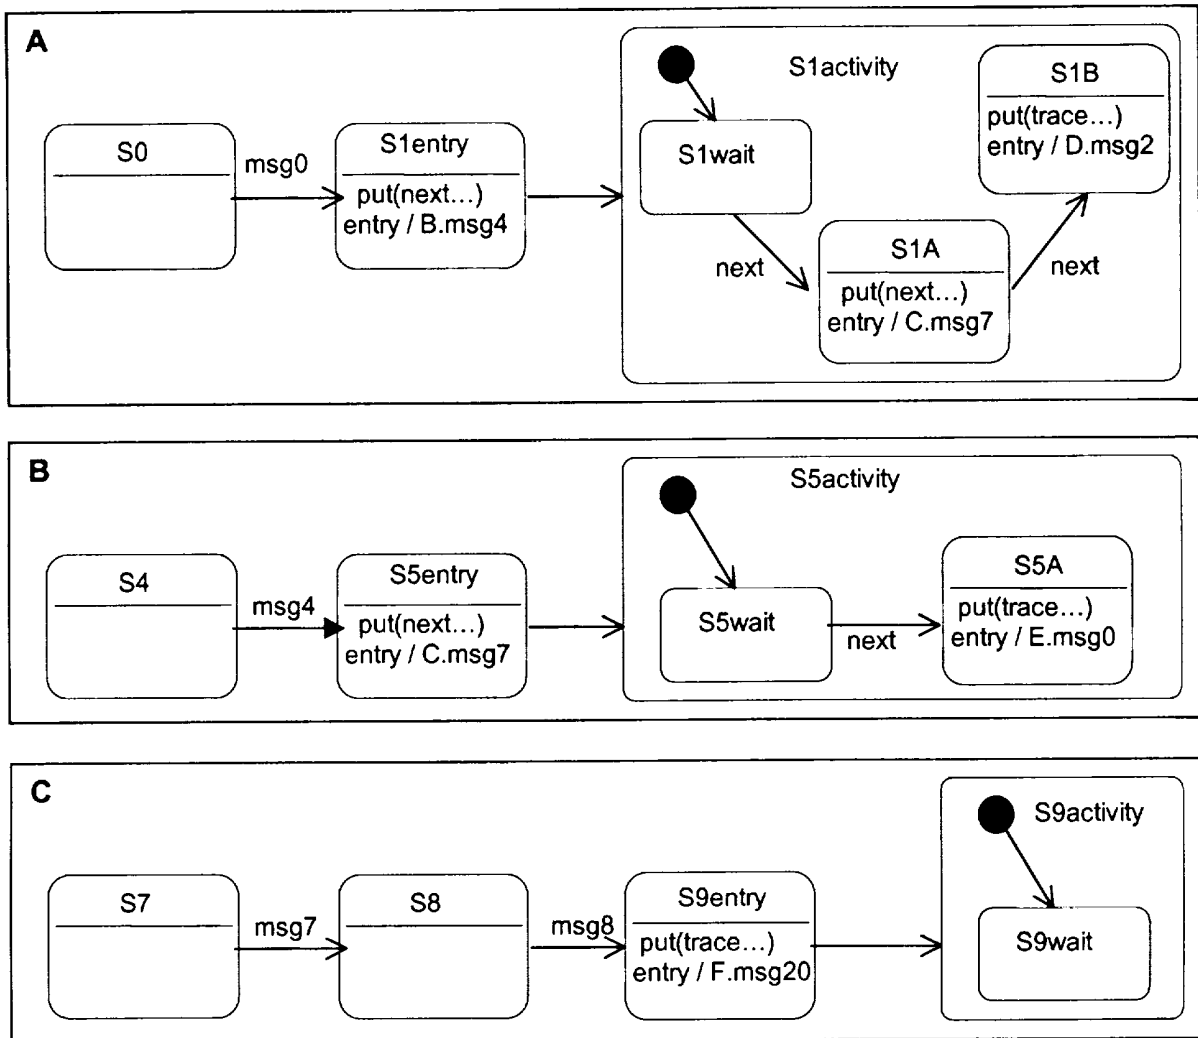 A
S1activity
S0
msg0
S1entry
put(next...)
entry / B.msg4
S1wait
next
S1A
put(next...)
entry / C.msg7
next
S1B
put(trace...)
entry / D.msg2
B
S5activity
S4
msg4
S5entry
put(next...)
entry / C.msg7
S5wait
next
S5A
put(trace...)
entry / E.msg0
C
S9activity
S7
msg7
S8
msg8
S9entry
put(trace...)
entry / F.msg20
S9wait